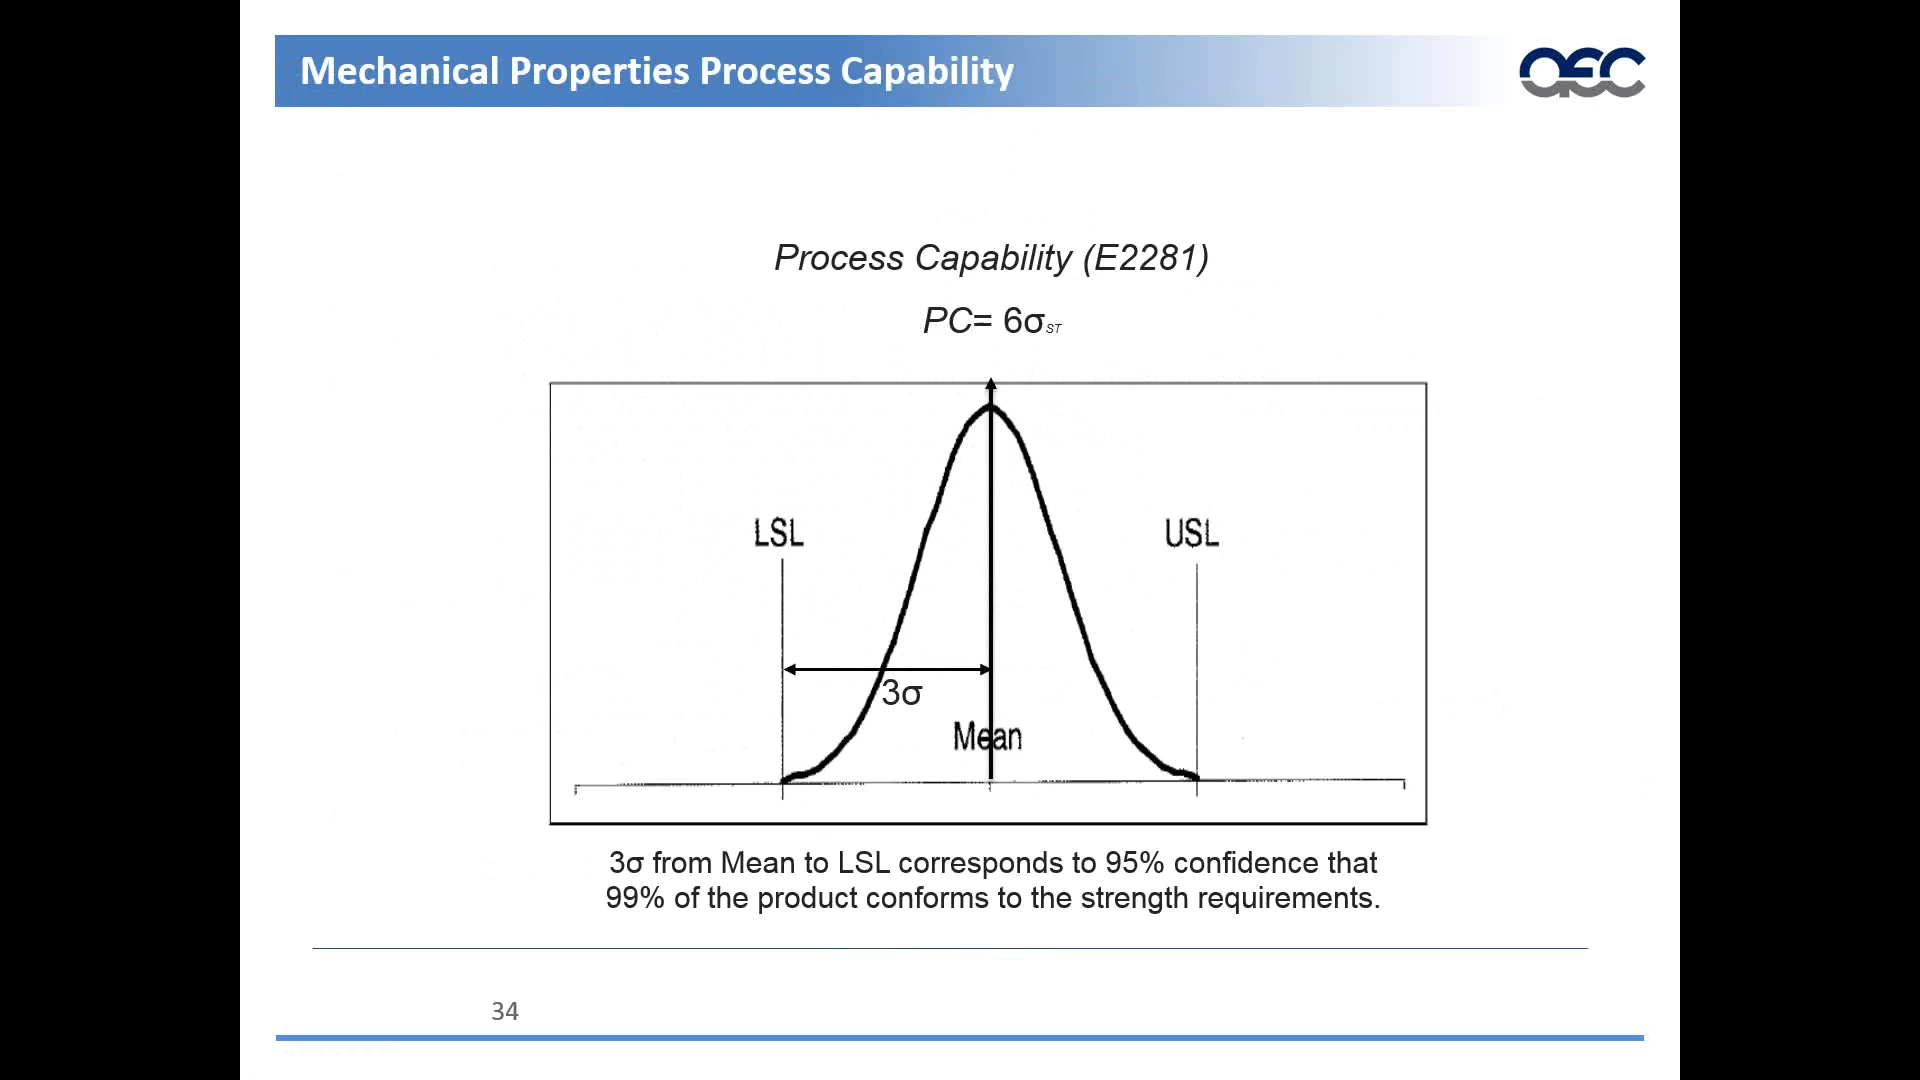 Mechanical Properties Process Capability
AEC
Process Capability (E2281)
PC= 6σST
LSL
USL
3σ
Mean
3σ from Mean to LSL corresponds to 95% confidence that
99% of the product conforms to the strength requirements.
34